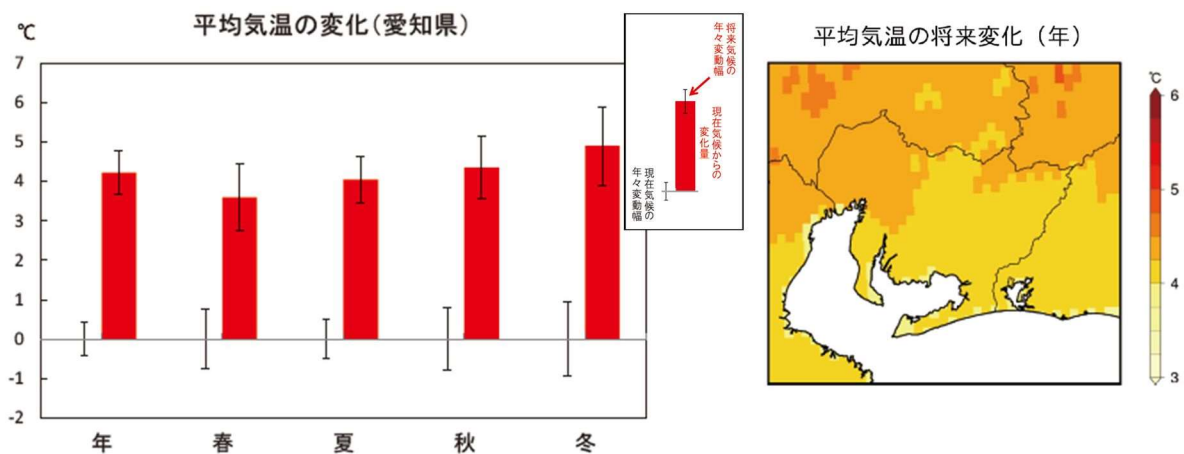 平均気温の変化(愛知県)
℃
7
6
5
4
3
2
1
0
-1
-2
年 春 夏 秋 冬
将来気候の
年々変動幅
現在気候からの
変化量
現在気候の
年々変動幅
平均気温の将来変化(年)
℃
6
5
4
3